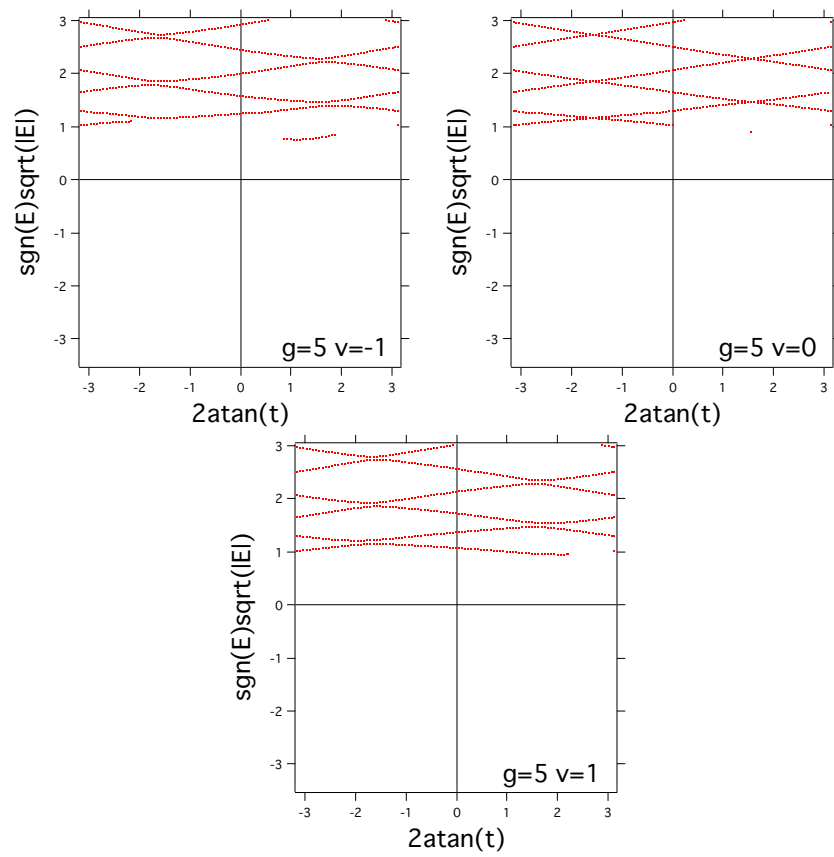 sgn(E)sqrt(|E|)
3
2
1
0
-1
-2
-3
g=5 v=-1
-3 -2 -1 0 1 2 3
2atan(t)
sgn(E)sqrt(|E|)
3
2
1
0
-1
-2
-3
g=5 v=0
-3 -2 -1 0 1 2 3
2atan(t)
sgn(E)sqrt(|E|)
3
2
1
0
-1
-2
-3
g=5 v=1
-3 -2 -1 0 1 2 3
2atan(t)